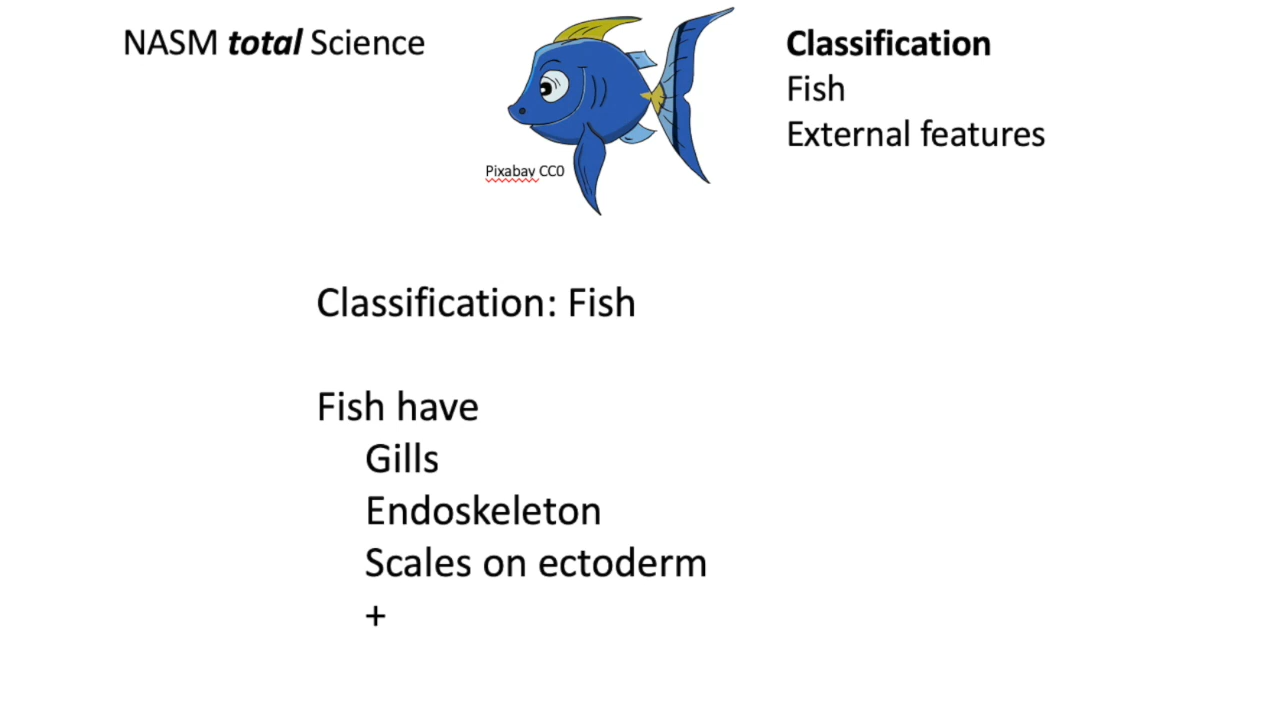 NASM total Science
Classification
Fish
External features
Pixabay CC0
Classification: Fish
Fish have
Gills
Endoskeleton
Scales on ectoderm
+